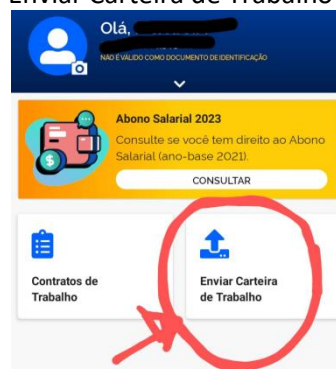 Enviar Carteira de Trabalho
Olá,
NÃO É VÁLIDO COMO DOCUMENTO DE IDENTIFICAÇÃO
Abono Salarial 2023
Consulte se você tem direito ao Abono
Salarial (ano-base 2021).
CONSULTAR
Contratos de
Trabalho
Enviar Carteira
de Trabalho